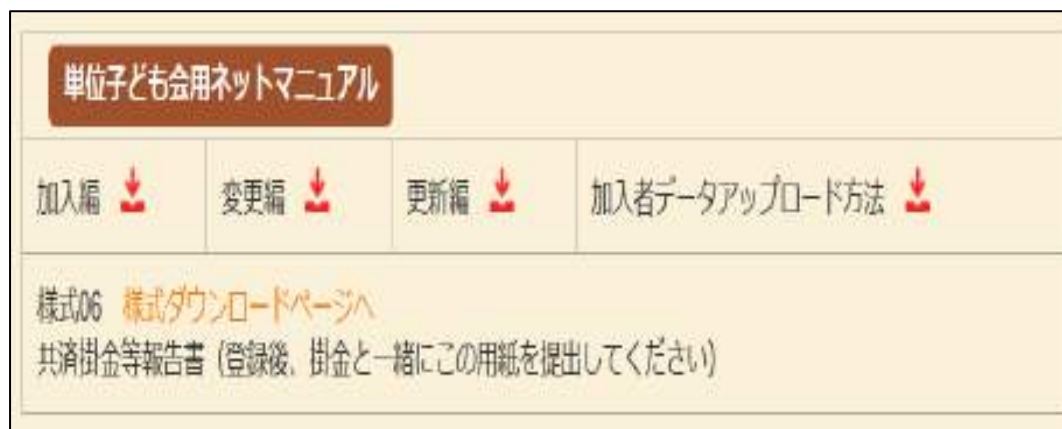 単位子ども会用ネットマニュアル
加入編 変更編 更新編 加入者データアップロード方法
様式06 様式ダウンロードページへ
共済掛金等報告書（登録後、掛金と一緒にこの用紙を提出してください）